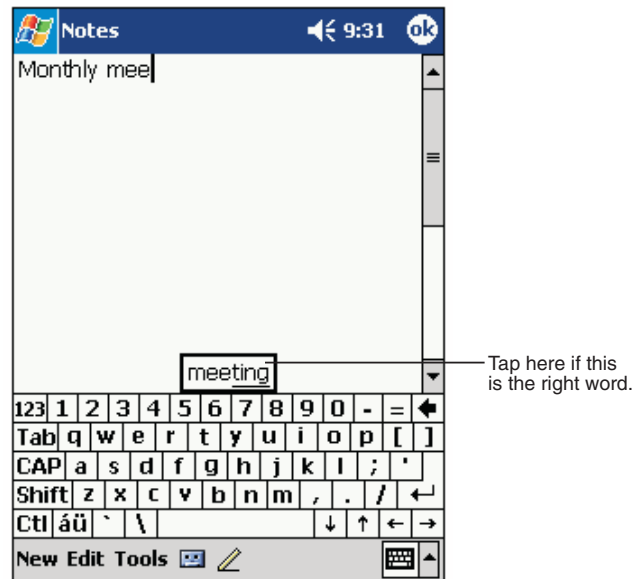 Notes 9:31 ok
Monthly mee
meeting
Tap here if this
is the right word.
123 1 2 3 4 5 6 7 8 9 0 - = ←
Tab q w e r t y u i o p [ ]
CAP a s d f g h j k l ; '
Shift z x c v b n m , . / ↵
Ctl áü ` \ ↓ ↑ ← →
New Edit Tools